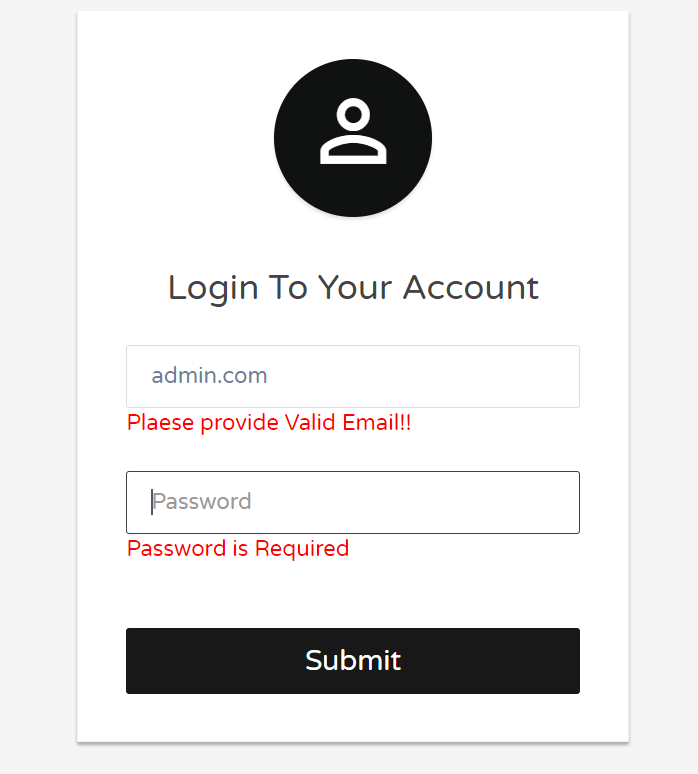 Login To Your Account
admin.com
Plaese provide Valid Email!!
Password
Password is Required
Submit